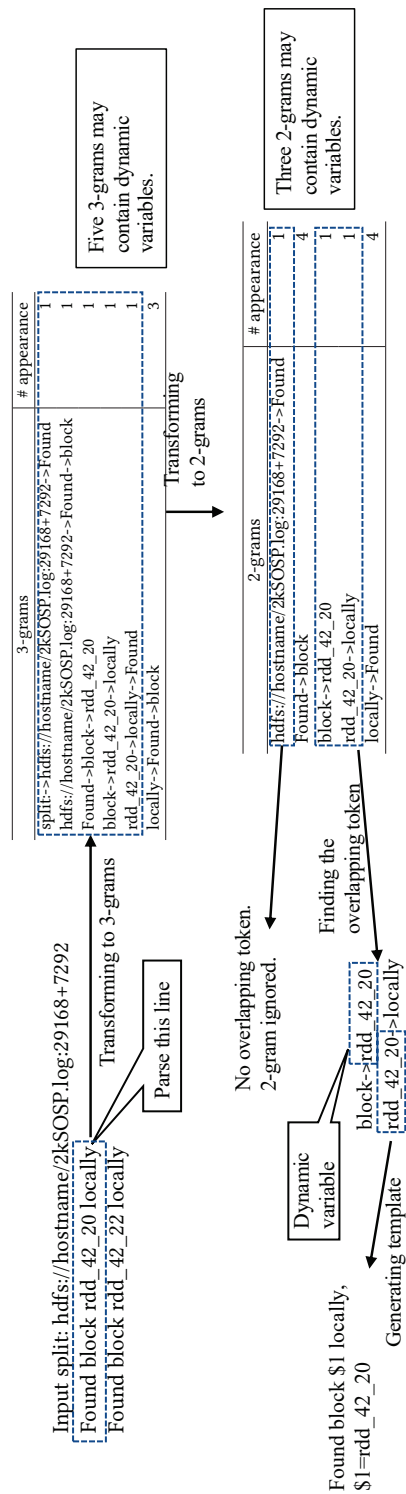 Input split: hdfs://hostname/2kSOSP.log:29168+7292
Found block rdd_42_20 locally
Found block rdd_42_22 locally
Parse this line
Transforming to 3-grams
3-grams # appearance
split:->hdfs://hostname/2kSOSP.log:29168+7292->Found 1
hdfs://hostname/2kSOSP.log:29168+7292->Found->block 1
Found->block->rdd_42_20 1
block->rdd_42_20->locally 1
rdd_42_20->locally->Found 1
locally->Found->block 3
Five 3-grams may
contain dynamic
variables.
Transforming
to 2-grams
2-grams # appearance
hdfs://hostname/2kSOSP.log:29168+7292->Found 1
Found->block 4
block->rdd_42_20 1
rdd_42_20->locally 1
locally->Found 4
Three 2-grams may
contain dynamic
variables.
No overlapping token.
2-gram ignored.
Finding the
overlapping token
block->rdd_42_20
rdd_42_20->locally
Dynamic
variable
Generating template
Found block $1 locally,
$1=rdd_42_20